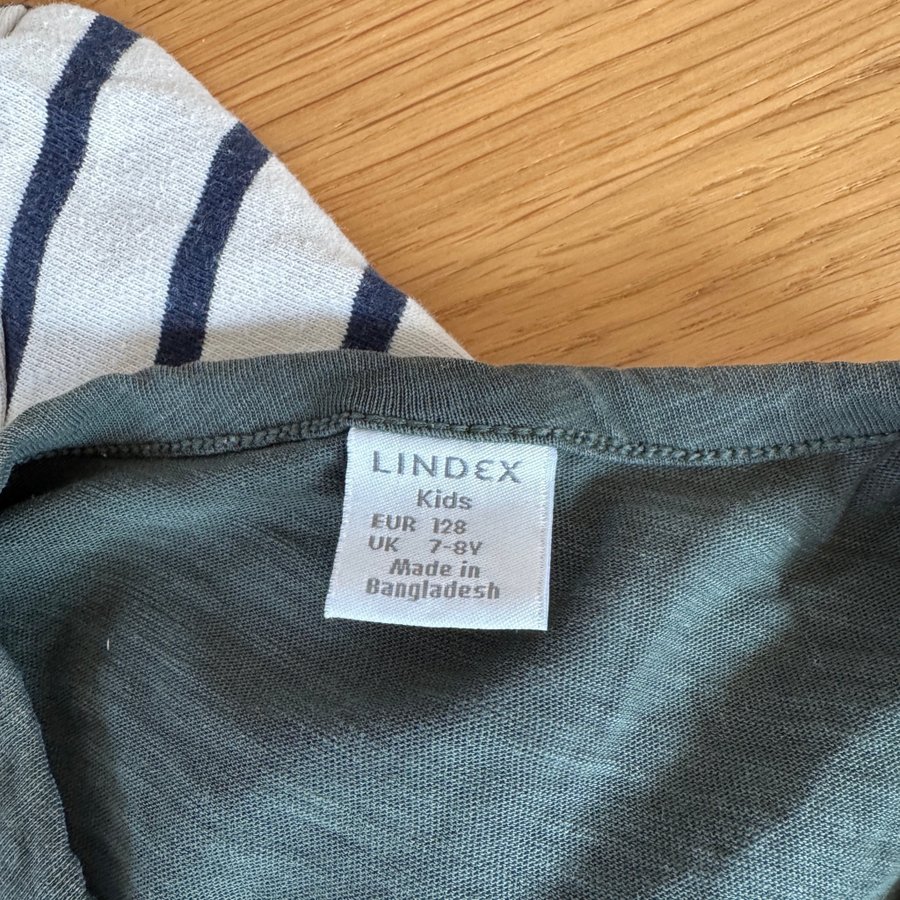 LINDEX
Kids
EUR 128
UK 7-8Y
Made in
Bangladesh